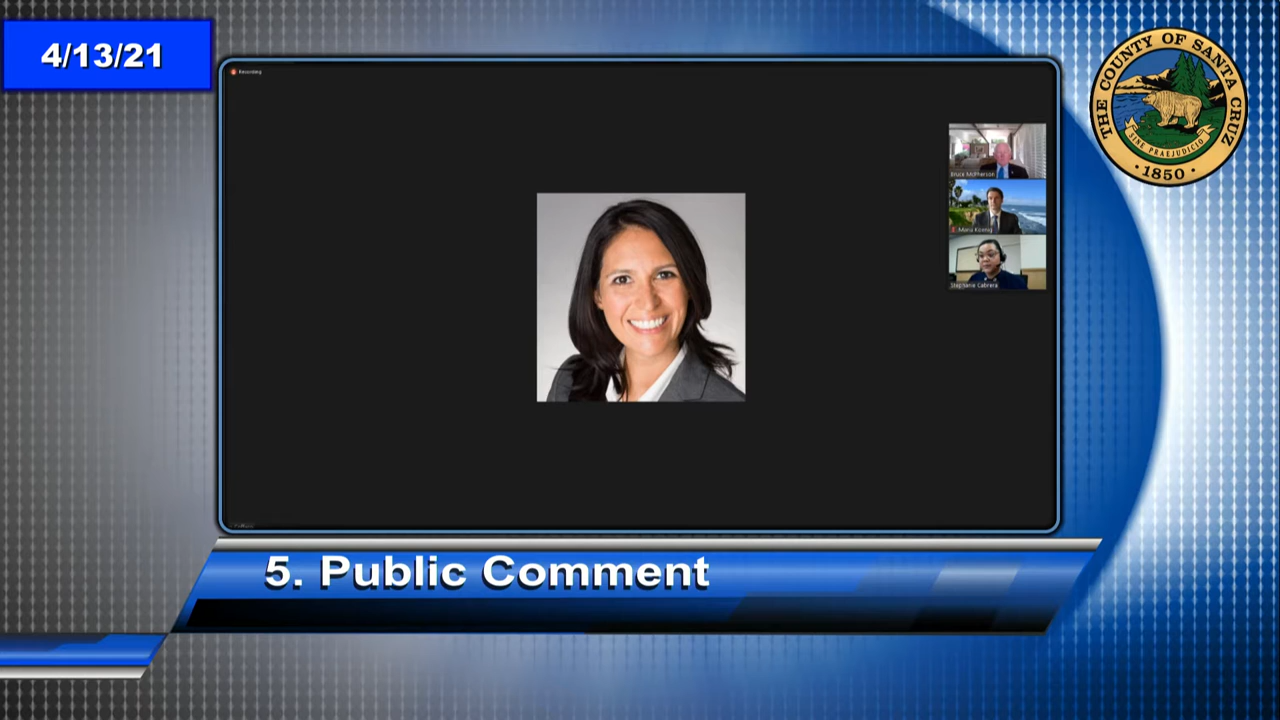 4/13/21
Recording
THE COUNTY OF SANTA CRUZ
SINE PRAEJUDICIO
• 1850 •
Bruce McPherson
Manu Koenig
Stephanie Cabrera
5. Public Comment